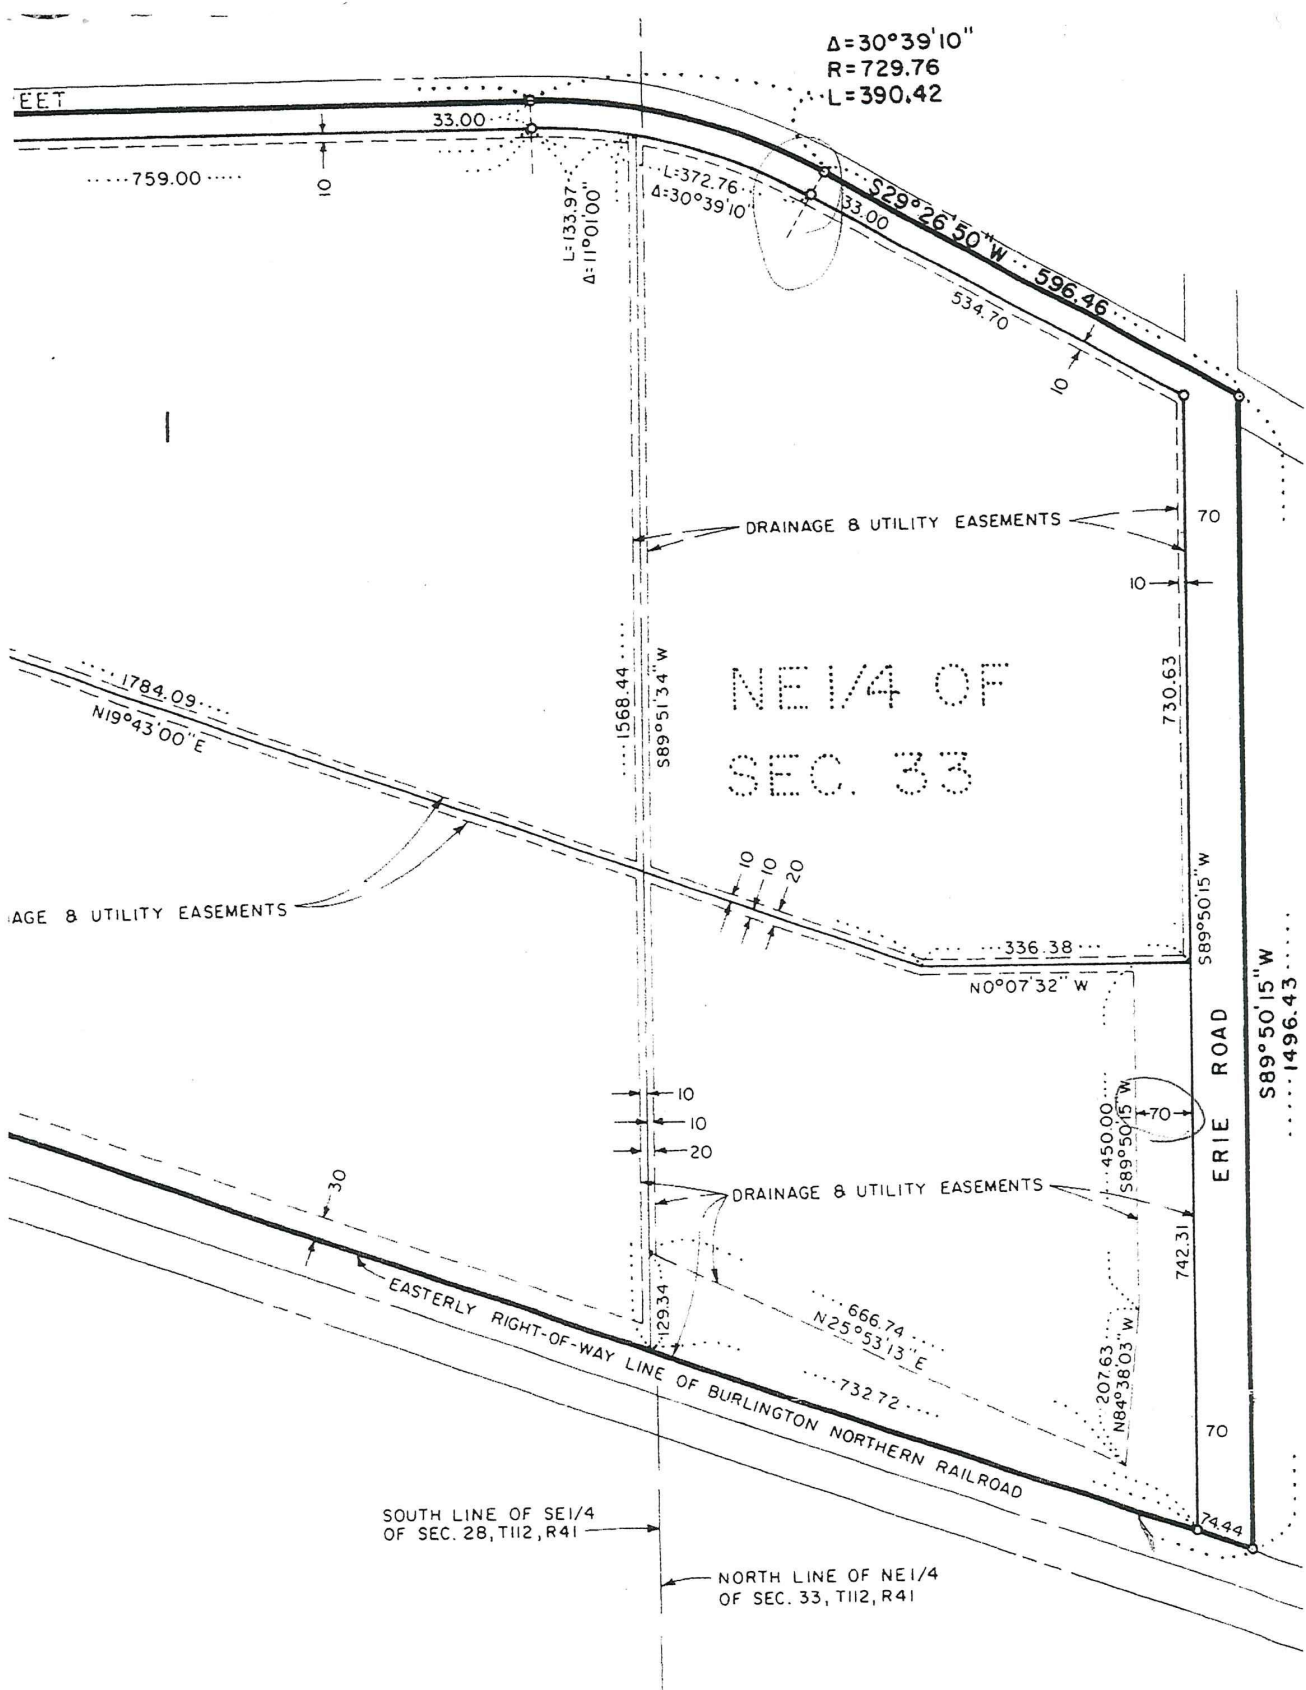 Δ=30°39'10"
R=729.76
L=390.42
EET
33.00
759.00
10
L=133.97
Δ=11°01'00"
L=372.76
Δ=30°39'10"
33.00
S29°26'50"W
596.46
534.70
10
I
DRAINAGE & UTILITY EASEMENTS
70
10
NE1/4 OF
SEC. 33
1784.09
N19°43'00"E
1568.44
S89°51'34"W
730.63
10
10
20
AGE & UTILITY EASEMENTS
336.38
N0°07'32"W
S89°50'15"W
ERIE ROAD
S89°50'15"W
1496.43
10
10
20
450.00
S89°50'15"W
70
30
DRAINAGE & UTILITY EASEMENTS
742.31
129.34
666.74
N25°53'13"E
207.63
N84°38'03"W
732.72
70
EASTERLY RIGHT-OF-WAY LINE OF BURLINGTON NORTHERN RAILROAD
74.44
SOUTH LINE OF SE1/4
OF SEC. 28, T112, R41
NORTH LINE OF NE1/4
OF SEC. 33, T112, R41